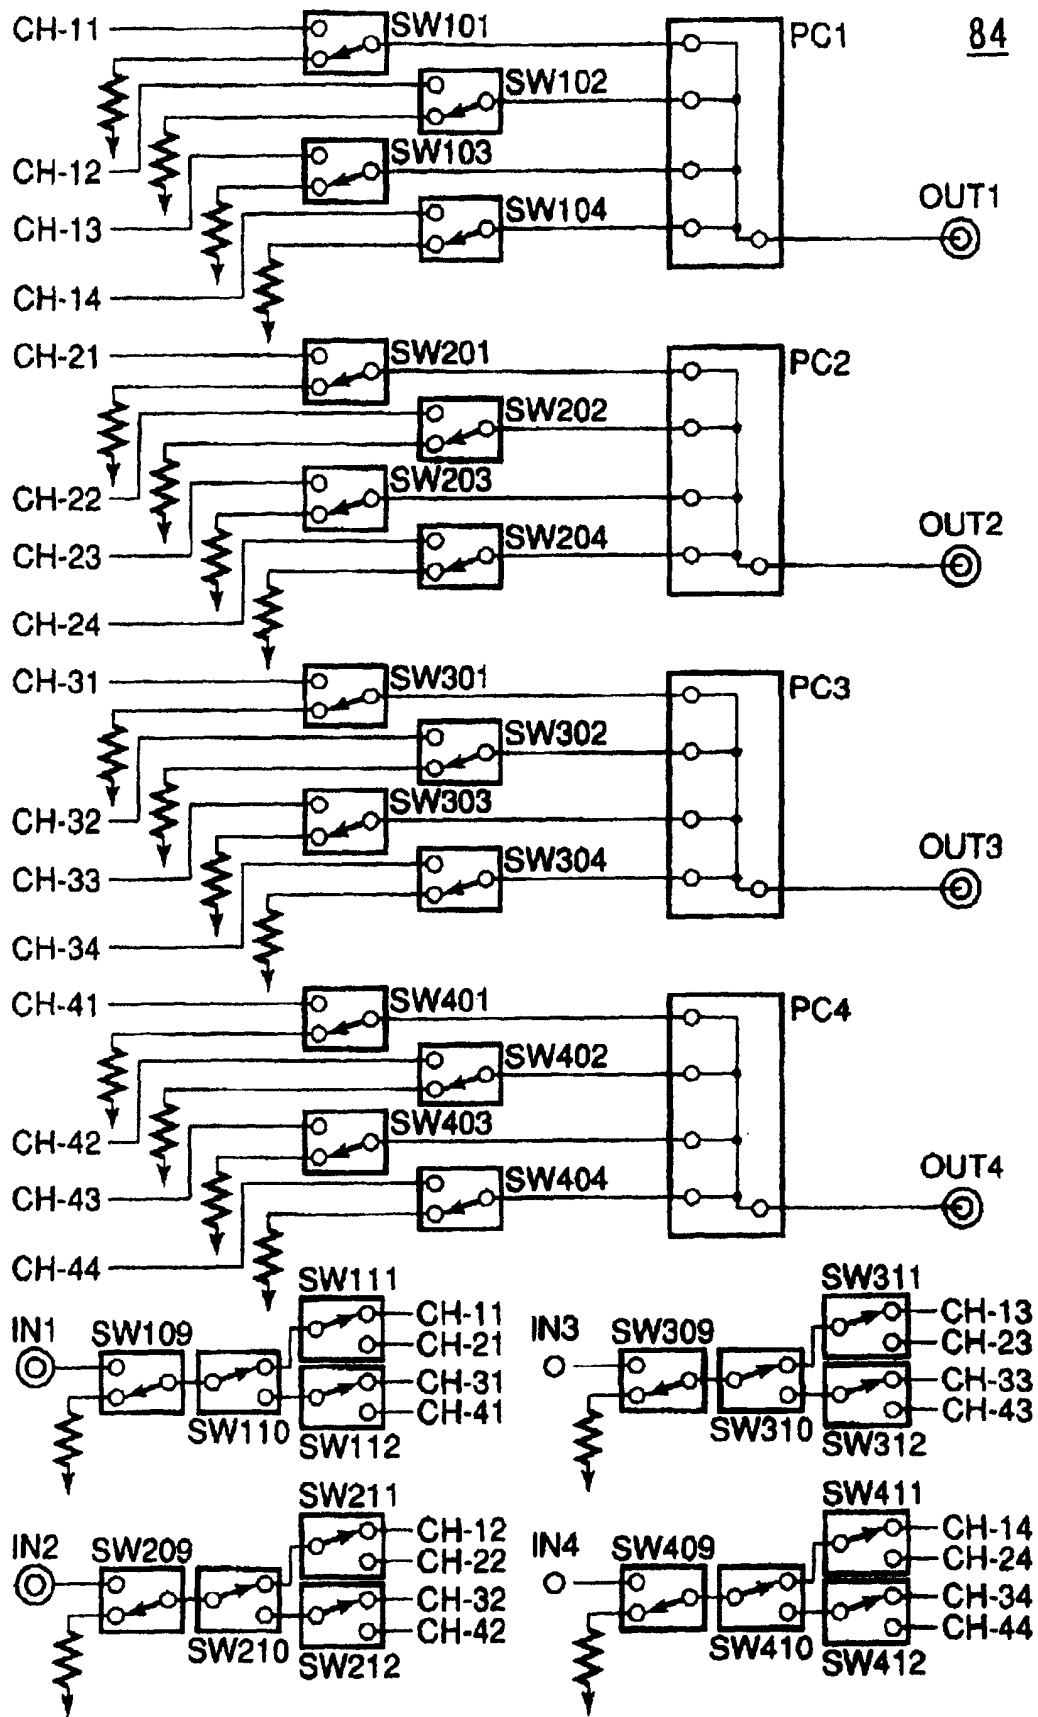 84
CH-11
SW101
PC1
SW102
CH-12
SW103
OUT1
SW104
CH-13
CH-14
CH-21
SW201
PC2
SW202
CH-22
SW203
OUT2
SW204
CH-23
CH-24
CH-31
SW301
PC3
SW302
CH-32
SW303
OUT3
SW304
CH-33
CH-34
CH-41
SW401
PC4
SW402
CH-42
SW403
OUT4
SW404
CH-43
CH-44
IN1
SW109
SW110
SW111
CH-11
CH-21
CH-31
CH-41
SW112
IN3
SW309
SW310
SW311
CH-13
CH-23
CH-33
CH-43
SW312
IN2
SW209
SW210
SW211
CH-12
CH-22
CH-32
CH-42
SW212
IN4
SW409
SW410
SW411
CH-14
CH-24
CH-34
CH-44
SW412